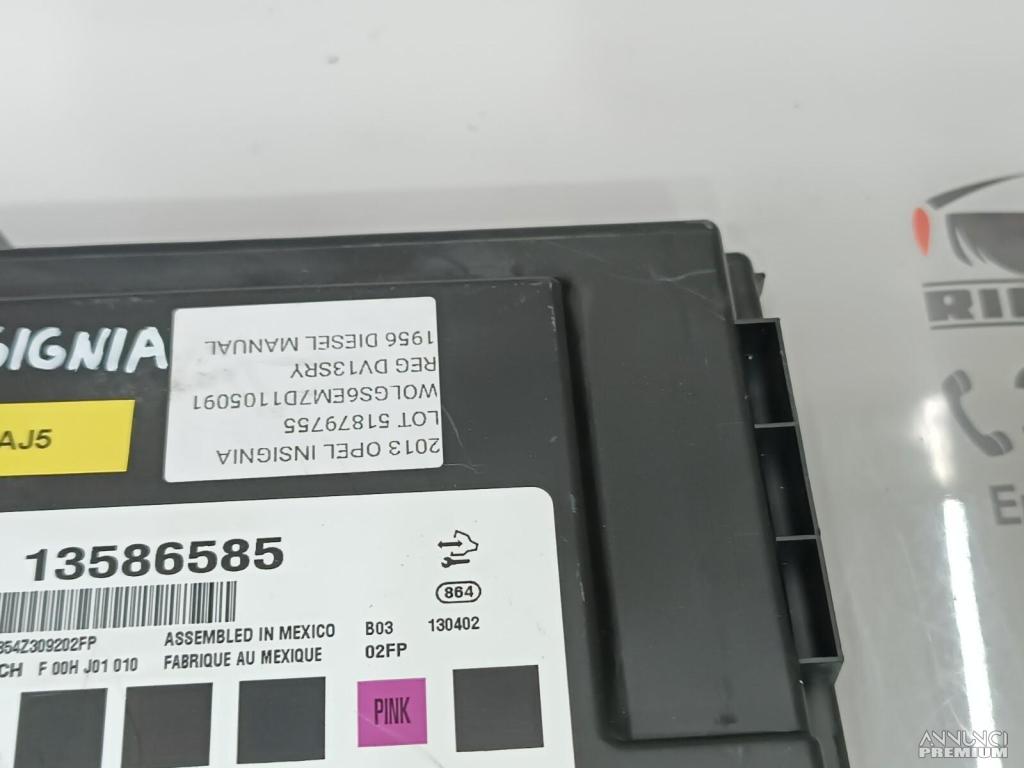 SIGNIA
AJ5
2013 OPEL INSIGNIA
LOT 51879755
WOLGS6EM7D1105091
REG DV13SRY
1956 DIESEL MANUAL
13586585
864
354Z309202FP
ASSEMBLED IN MEXICO
B03
130402
CH F 00H J01 010
FABRIQUE AU MEXIQUE
02FP
PINK
ANNUNCI
PREMIUM